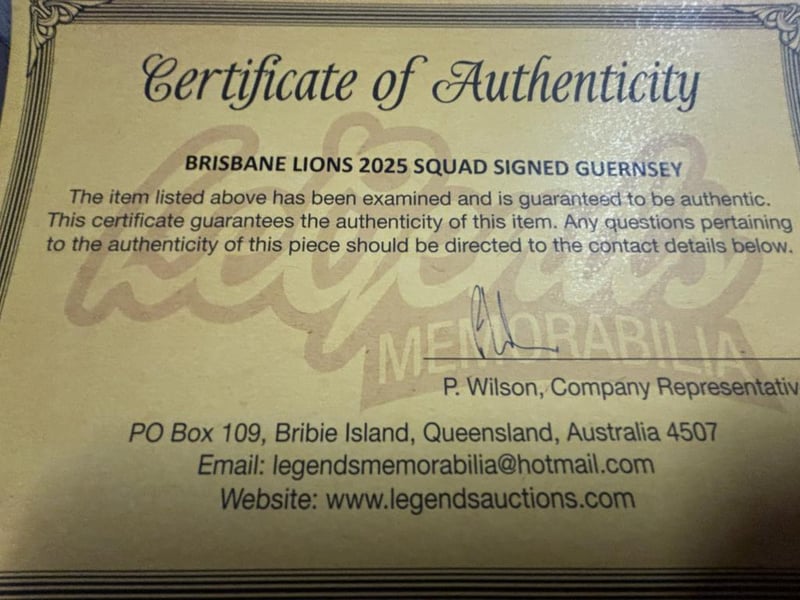 Certificate of Authenticity
BRISBANE LIONS 2025 SQUAD SIGNED GUERNSEY
The item listed above has been examined and is guaranteed to be authentic.
This certificate guarantees the authenticity of this item. Any questions pertaining
to the authenticity of this piece should be directed to the contact details below.
Legends
MEMORABILIA
P. Wilson, Company Representativ
PO Box 109, Bribie Island, Queensland, Australia 4507
Email: legendsmemorabilia@hotmail.com
Website: www.legendsauctions.com